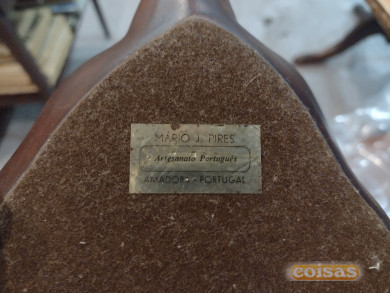 MÁRIO J. PIRES
Artesanato Português
AMADORA - PORTUGAL
coisas